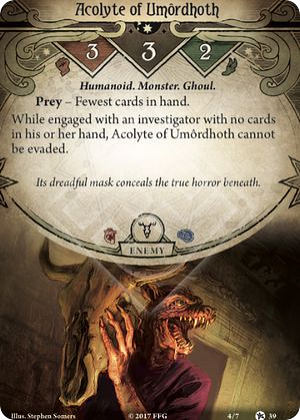 Acolyte of Umôrdhoth
3 3 2
Humanoid. Monster. Ghoul.
Prey – Fewest cards in hand.
While engaged with an investigator with no cards
in his or her hand, Acolyte of Umôrdhoth cannot
be evaded.
Its dreadful mask conceals the true horror beneath.
ENEMY
Illus. Stephen Somers © 2017 FFG 4/7 39